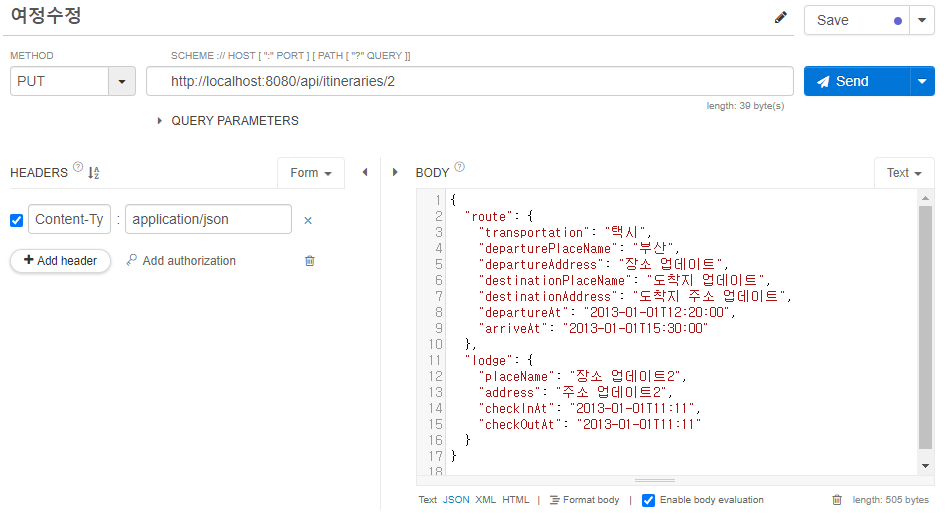 여정수정
Save
METHOD
SCHEME :// HOST [ ":" PORT ] [ PATH [ "?" QUERY ]]
PUT
http://localhost:8080/api/itineraries/2
Send
length: 39 byte(s)
QUERY PARAMETERS
HEADERS ? A Z
Form
BODY ?
Text
Content-Ty : application/json ×
+ Add header
Add authorization
1 {
2 "route": {
3 "transportation": "택시",
4 "departurePlaceName": "부산",
5 "departureAddress": "장소 업데이트",
6 "destinationPlaceName": "도착지 업데이트",
7 "destinationAddress": "도착지 주소 업데이트",
8 "departureAt": "2013-01-01T12:20:00",
9 "arriveAt": "2013-01-01T15:30:00"
10 },
11 "lodge": {
12 "placeName": "장소 업데이트2",
13 "address": "주소 업데이트2",
14 "checkInAt": "2013-01-01T11:11",
15 "checkOutAt": "2013-01-01T11:11"
16 }
17 }
18
Text JSON XML HTML | Format body | Enable body evaluation length: 505 bytes